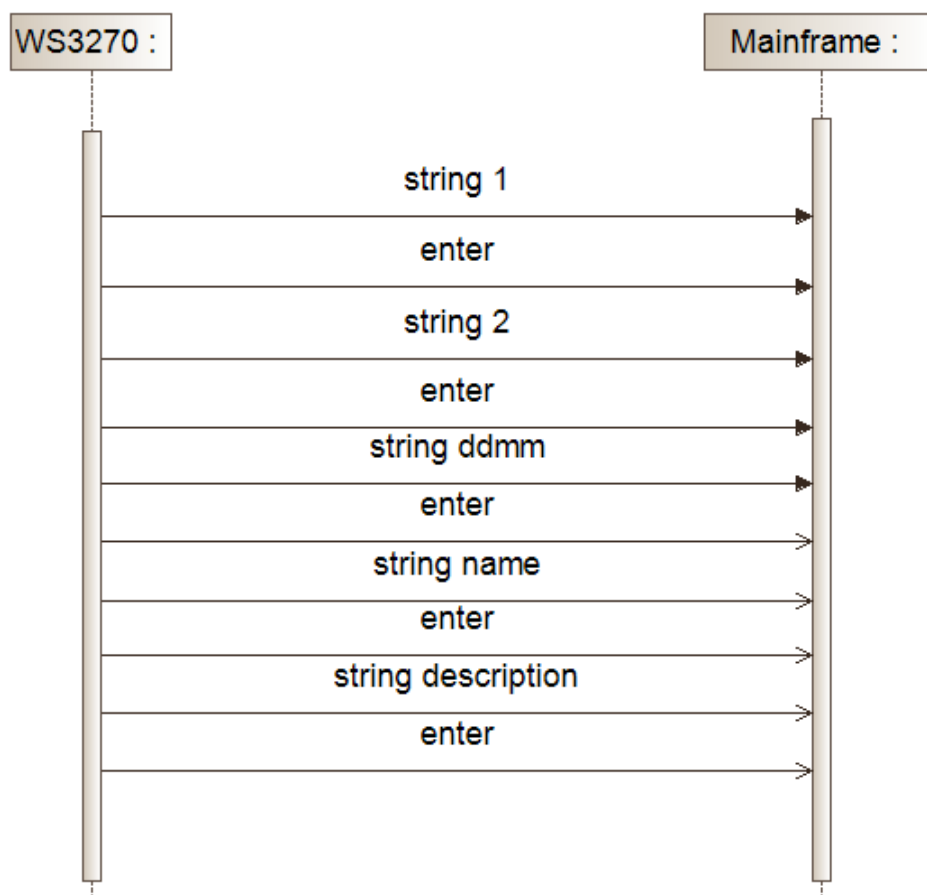 WS3270 :
Mainframe :
string 1
enter
string 2
enter
string ddmm
enter
string name
enter
string description
enter